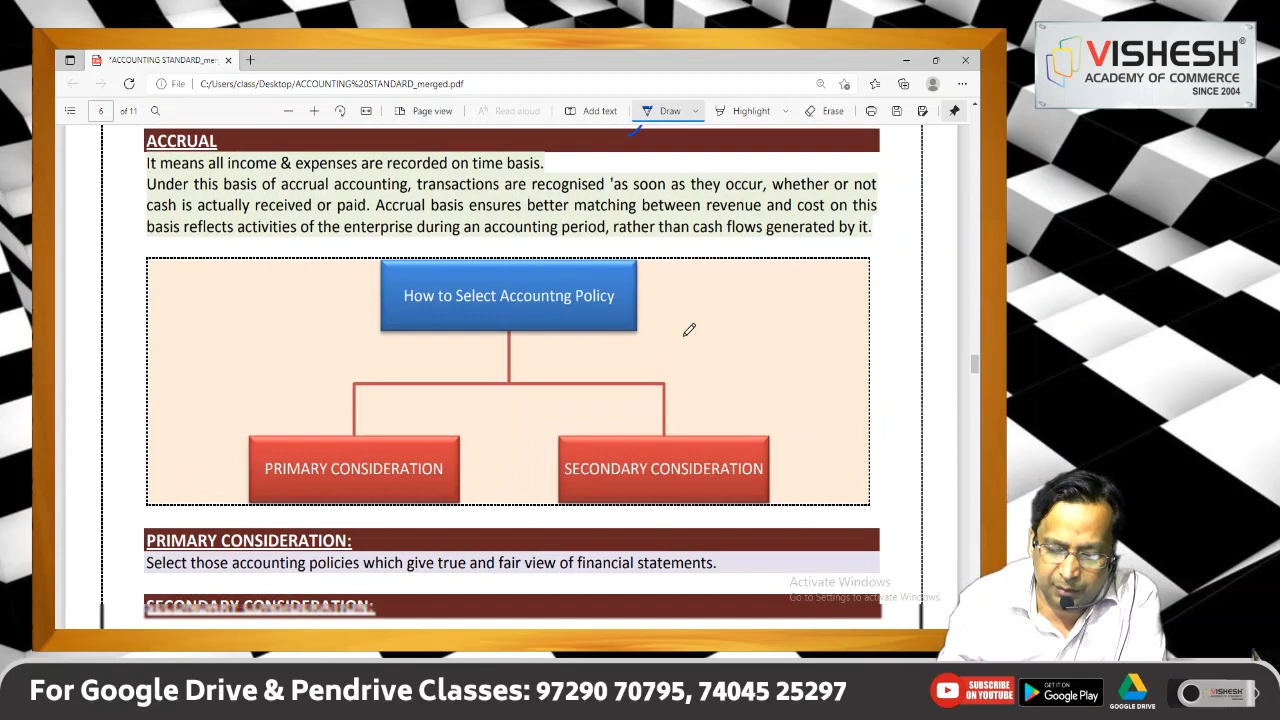 *ACCOUNTING STANDARD_mer
File
C:/Users/class/Desktop/ACCOUNTING%20STANDARD_merged.pdf
6 of 11
Page view
Read aloud
Add text
Draw
Highlight
Erase
VISHESH®
ACADEMY OF COMMERCE
SINCE 2004
ACCRUAL
It means all income & expenses are recorded on time basis.
Under this basis of accrual accounting, transactions are recognised 'as soon as they occur, whether or not
cash is actually received or paid. Accrual basis ensures better matching between revenue and cost on this
basis reflects activities of the enterprise during an accounting period, rather than cash flows generated by it.
How to Select Accountng Policy
PRIMARY CONSIDERATION
SECONDARY CONSIDERATION
PRIMARY CONSIDERATION:
Select those accounting policies which give true and fair view of financial statements.
Activate Windows
Go to Settings to activate Windows.
SECONDARY CONSIDERATION:
For Google Drive & Pendrive Classes: 97290 70795, 74045 25297
SUBSCRIBE
ON YOUTUBE
GET IT ON
Google Play
GOOGLE DRIVE
VISHESH